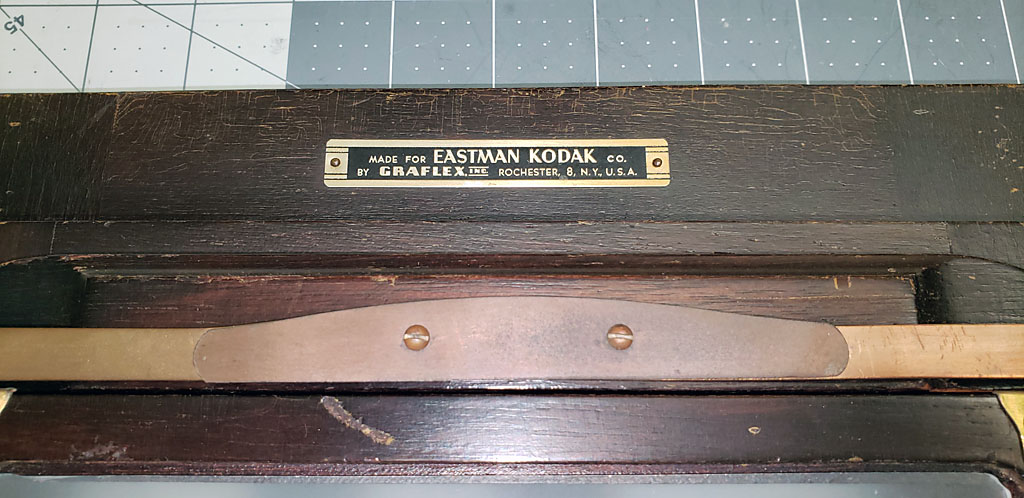 45
MADE FOR EASTMAN KODAK CO.
BY GRAFLEX, INC. ROCHESTER, 8, N.Y., U.S.A.